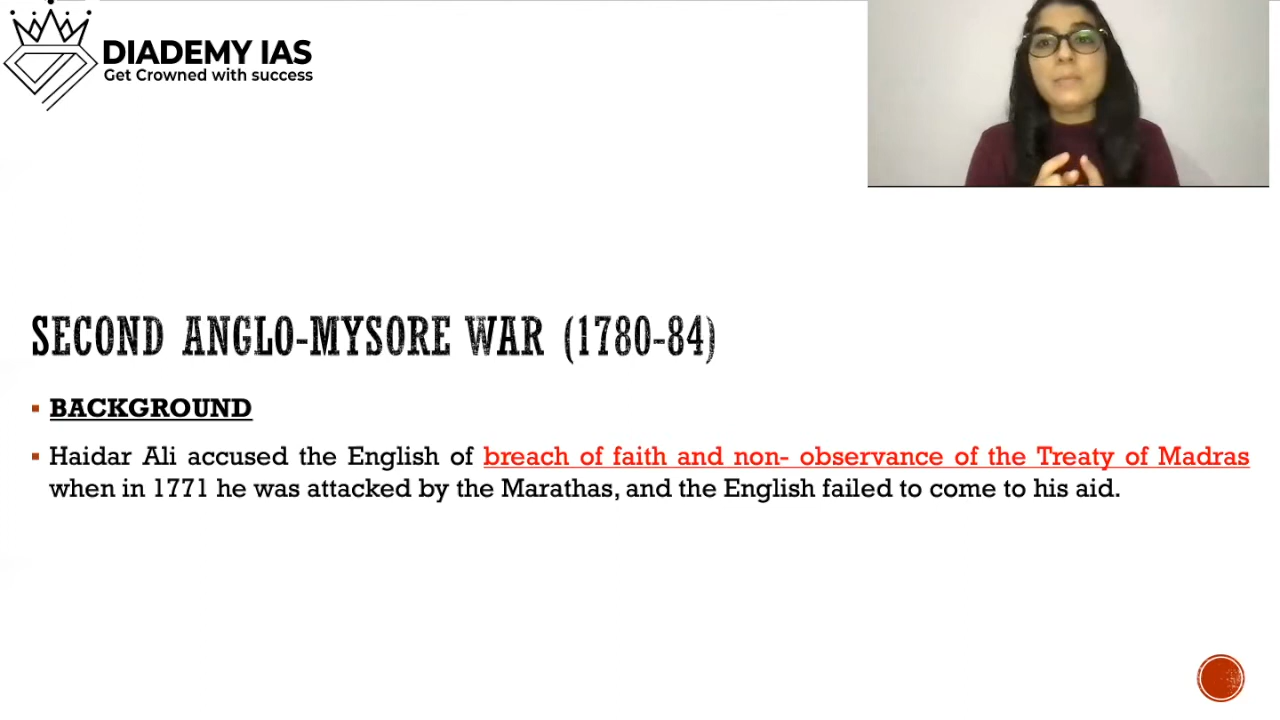 DIADEMY IAS
Get Crowned with success
SECOND ANGLO-MYSORE WAR (1780-84)
BACKGROUND
Haidar Ali accused the English of breach of faith and non- observance of the Treaty of Madras
when in 1771 he was attacked by the Marathas, and the English failed to come to his aid.